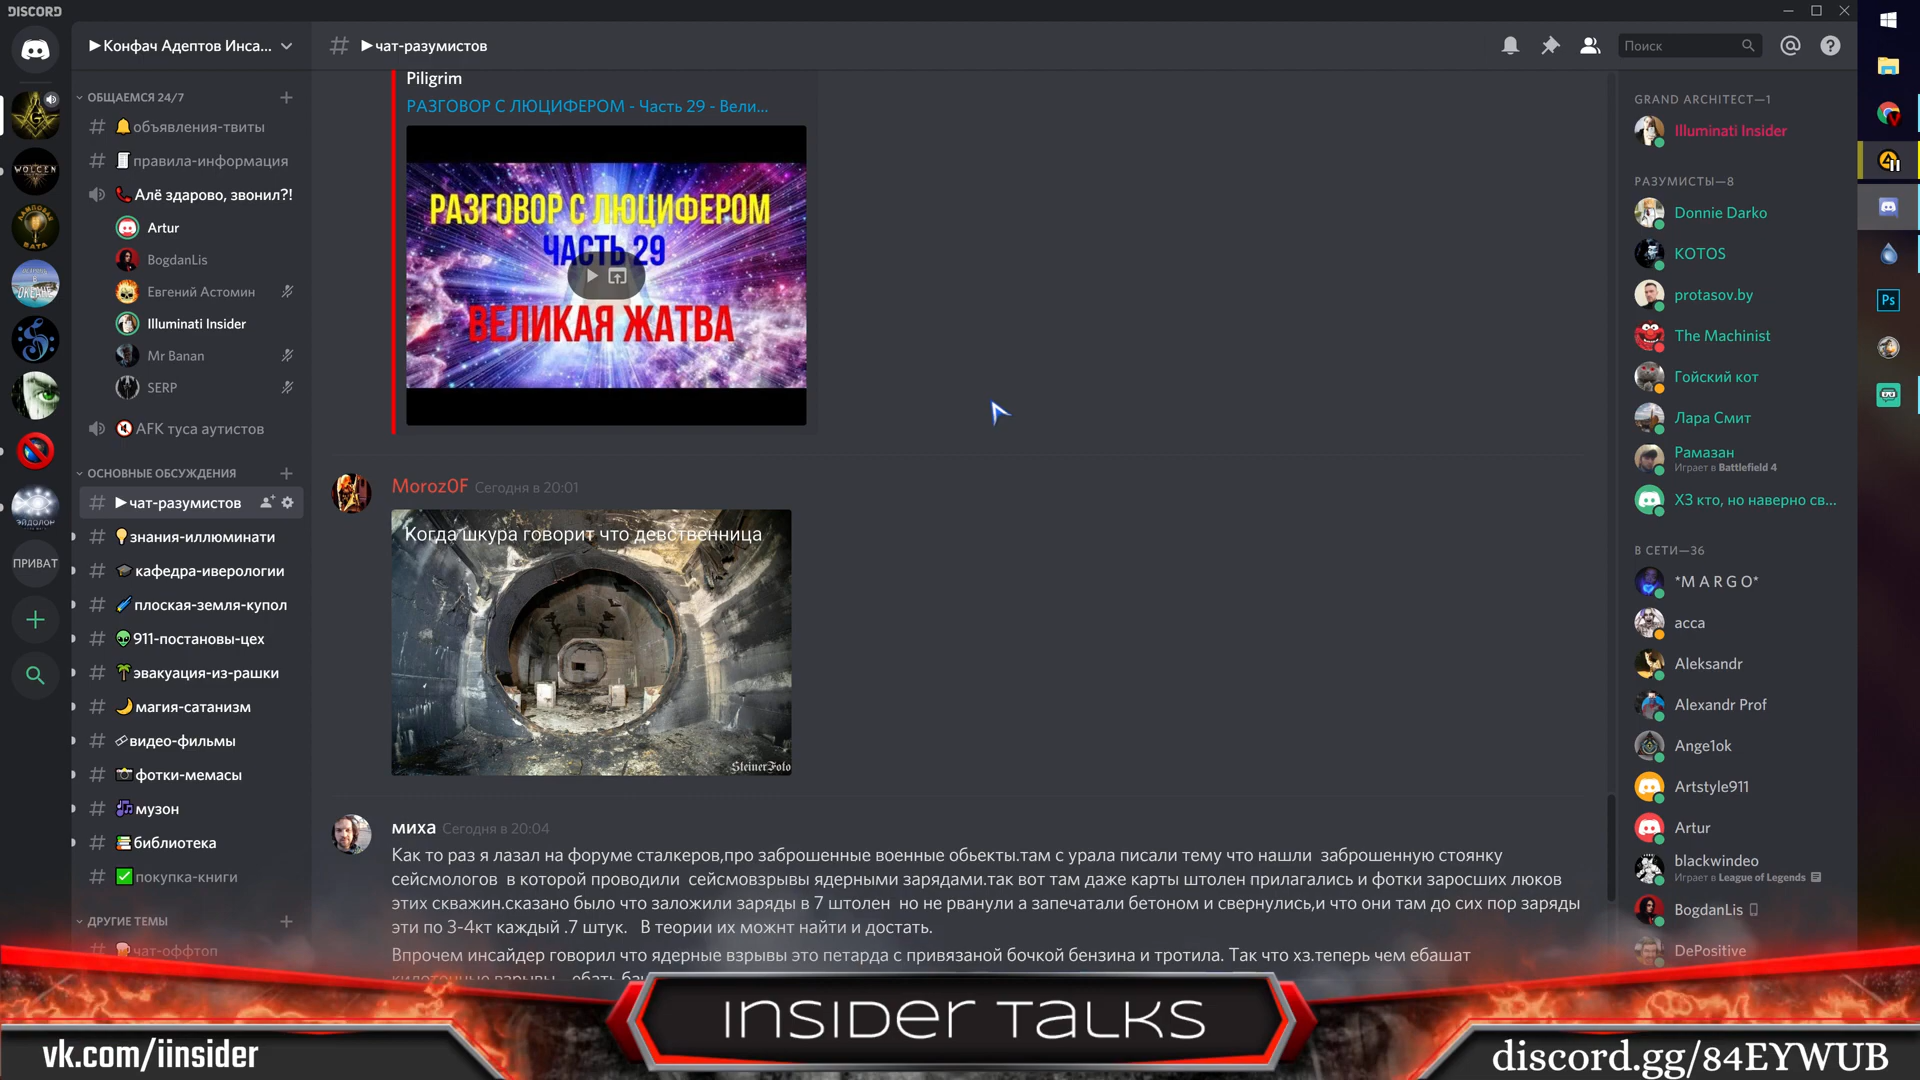 DISCORD
▶Конфач Адептов Инса...
▶чат-разумистов
Поиск
ОБЩАЕМСЯ 24/7
объявления-твиты
правила-информация
Алё здарово, звонил?!
Artur
BogdanLis
Евгений Астомин
Illuminati Insider
Mr Banan
SERP
AFK туса аутистов
ОСНОВНЫЕ ОБСУЖДЕНИЯ
▶чат-разумистов
знания-иллюминати
кафедра-иверологии
плоская-земля-купол
911-постановы-цех
эвакуация-из-рашки
магия-сатанизм
видео-фильмы
фотки-мемасы
музон
библиотека
покупка-книги
ДРУГИЕ ТЕМЫ
чат-оффтоп
WOLCEN
ЭЙДОЛОН
ПРИВАТ
Piligrim
РАЗГОВОР С ЛЮЦИФЕРОМ - Часть 29 - Вели...
РАЗГОВОР С ЛЮЦИФЕРОМ
ЧАСТЬ 29
ВЕЛИКАЯ ЖАТВА
Moroz0F Сегодня в 20:01
Когда шкура говорит что девственница
SteinerFoto
миха Сегодня в 20:04
Как то раз я лазал на форуме сталкеров,про заброшенные военные обьекты.там с урала писали тему что нашли заброшенную стоянку
сейсмологов в которой проводили сейсмовзрывы ядерными зарядами.так вот там даже карты штолен прилагались и фотки заросших люков
этих скважин.сказано было что заложили заряды в 7 штолен но не рванули а запечатали бетоном и свернулись,и что они там до сих пор заряды
эти по 3-4кт каждый .7 штук. В теории их можнт найти и достать.
Впрочем инсайдер говорил что ядерные взрывы это петарда с привязаной бочкой бензина и тротила. Так что хз.теперь чем ебашат
GRAND ARCHITECT—1
Illuminati Insider
РАЗУМИСТЫ—8
Donnie Darko
KOTOS
protasov.by
The Machinist
Гойский кот
Лара Смит
Рамазан
Играет в Battlefield 4
ХЗ кто, но наверно св...
В СЕТИ—36
*M A R G O*
acca
Aleksandr
Alexandr Prof
Ange1ok
Artstyle911
Artur
blackwindeo
Играет в League of Legends
BogdanLis
DePositive
Ps
INSIDER TALKS
vk.com/iinsider
discord.gg/84EYWUB